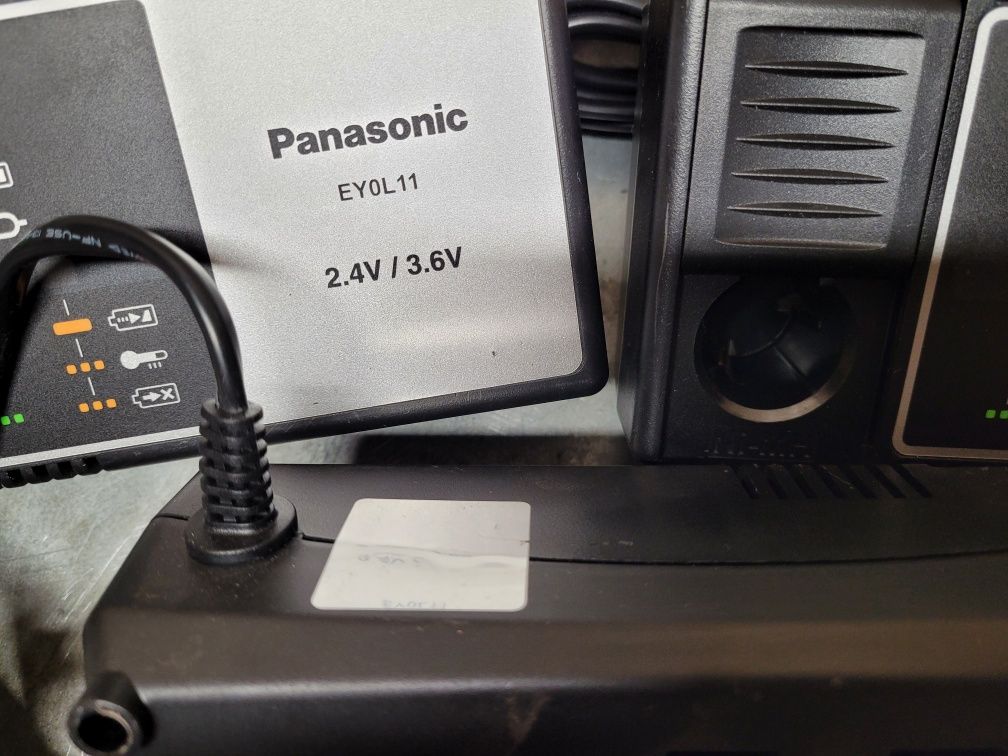 Panasonic
EY0L11
2.4V / 3.6V